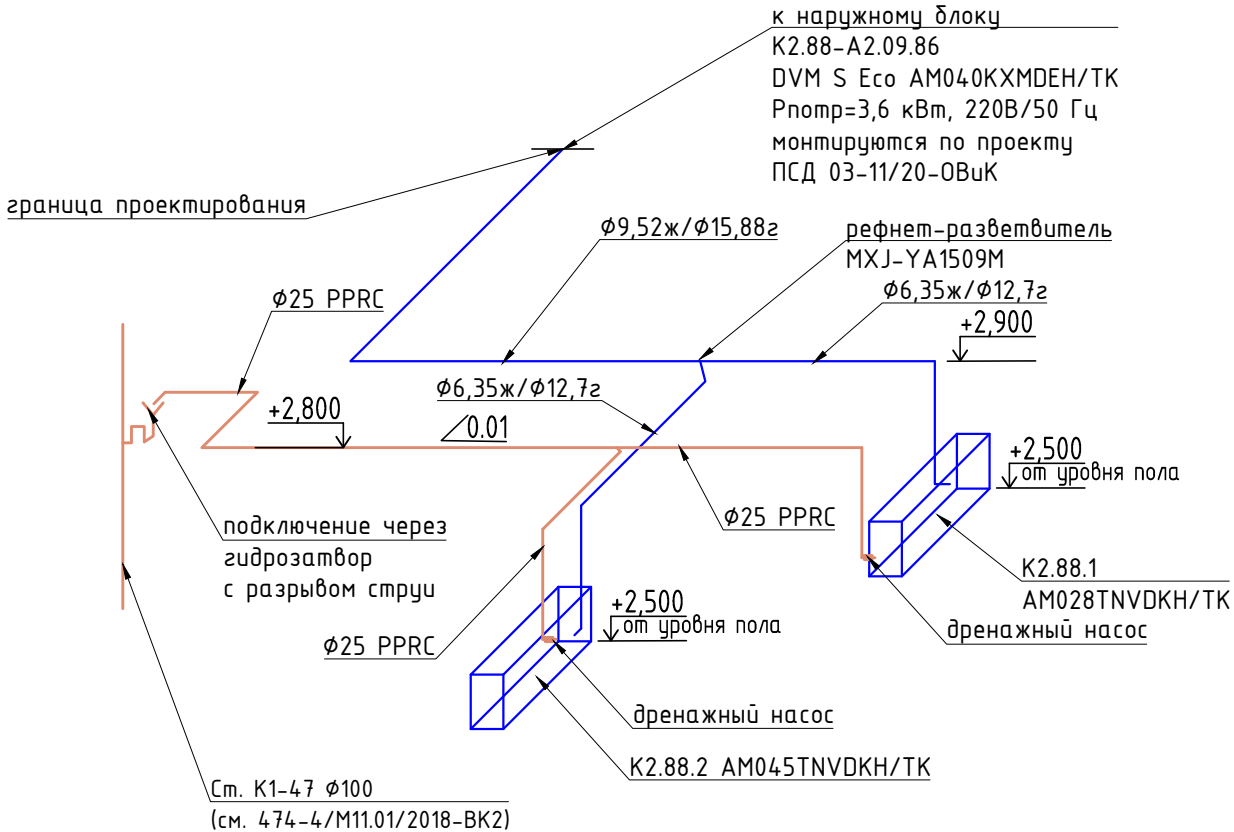 к наружному блоку
К2.88-А2.09.86
DVM S Eco AM040KXMDEH/TK
Pпотр=3,6 кВт, 220В/50 Гц
монтируются по проекту
ПСД 03-11/20-ОВиК
граница проектирования
Ф9,52ж/Ф15,88г
рефнет-разветвитель
MXJ-YA1509M
Ф6,35ж/Ф12,7г
Ф25 PPRC
+2,900
Ф6,35ж/Ф12,7г
+2,800
0.01
+2,500
от уровня пола
подключение через
гидрозатвор
с разрывом струи
Ф25 PPRC
К2.88.1
AM028TNVDKH/TK
+2,500
от уровня пола
дренажный насос
Ф25 PPRC
дренажный насос
К2.88.2 AM045TNVDKH/TK
Ст. К1-47 Ф100
(см. 474-4/М11.01/2018-ВК2)